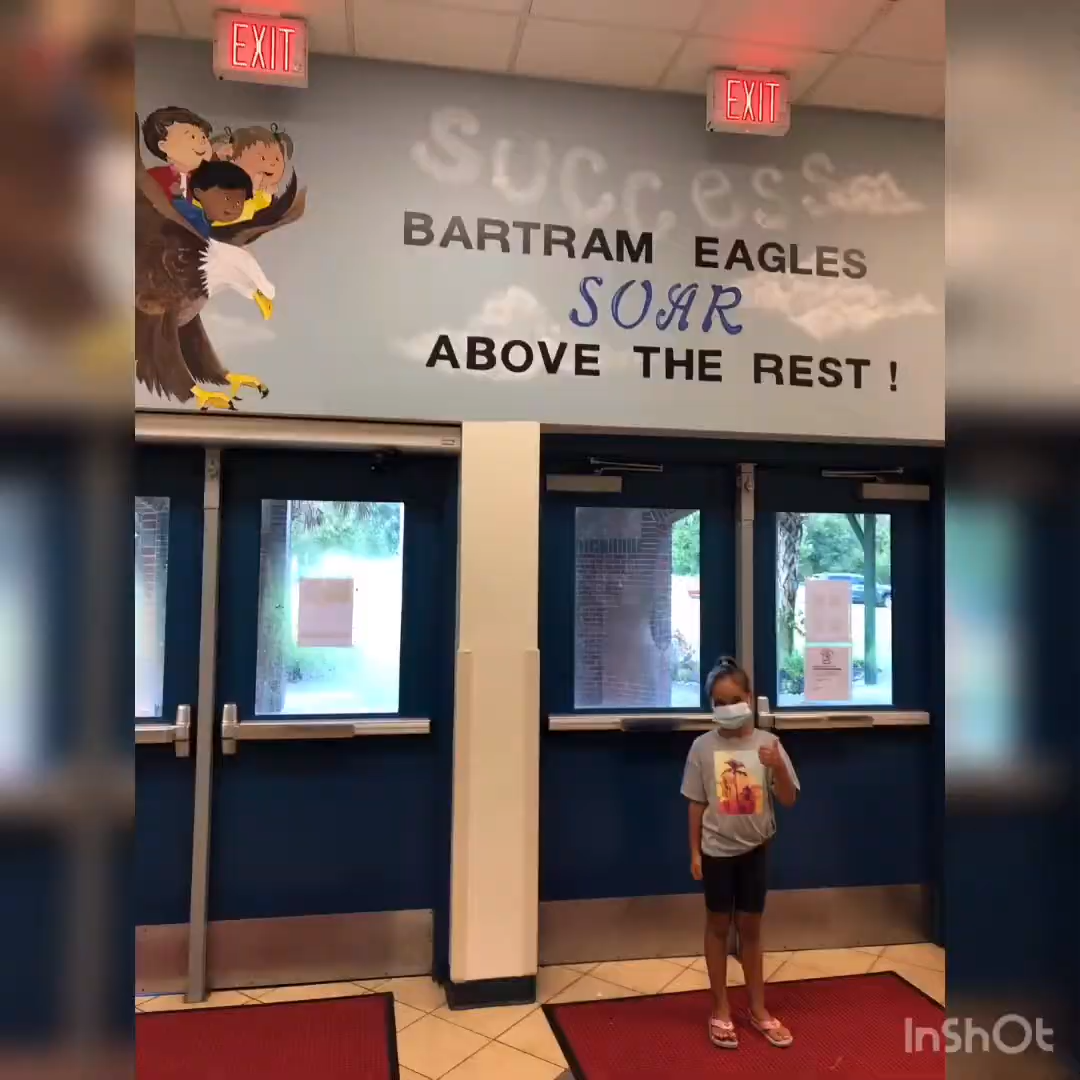 EXIT
EXIT
Success
BARTRAM EAGLES
SOAR
ABOVE THE REST !
InShOt